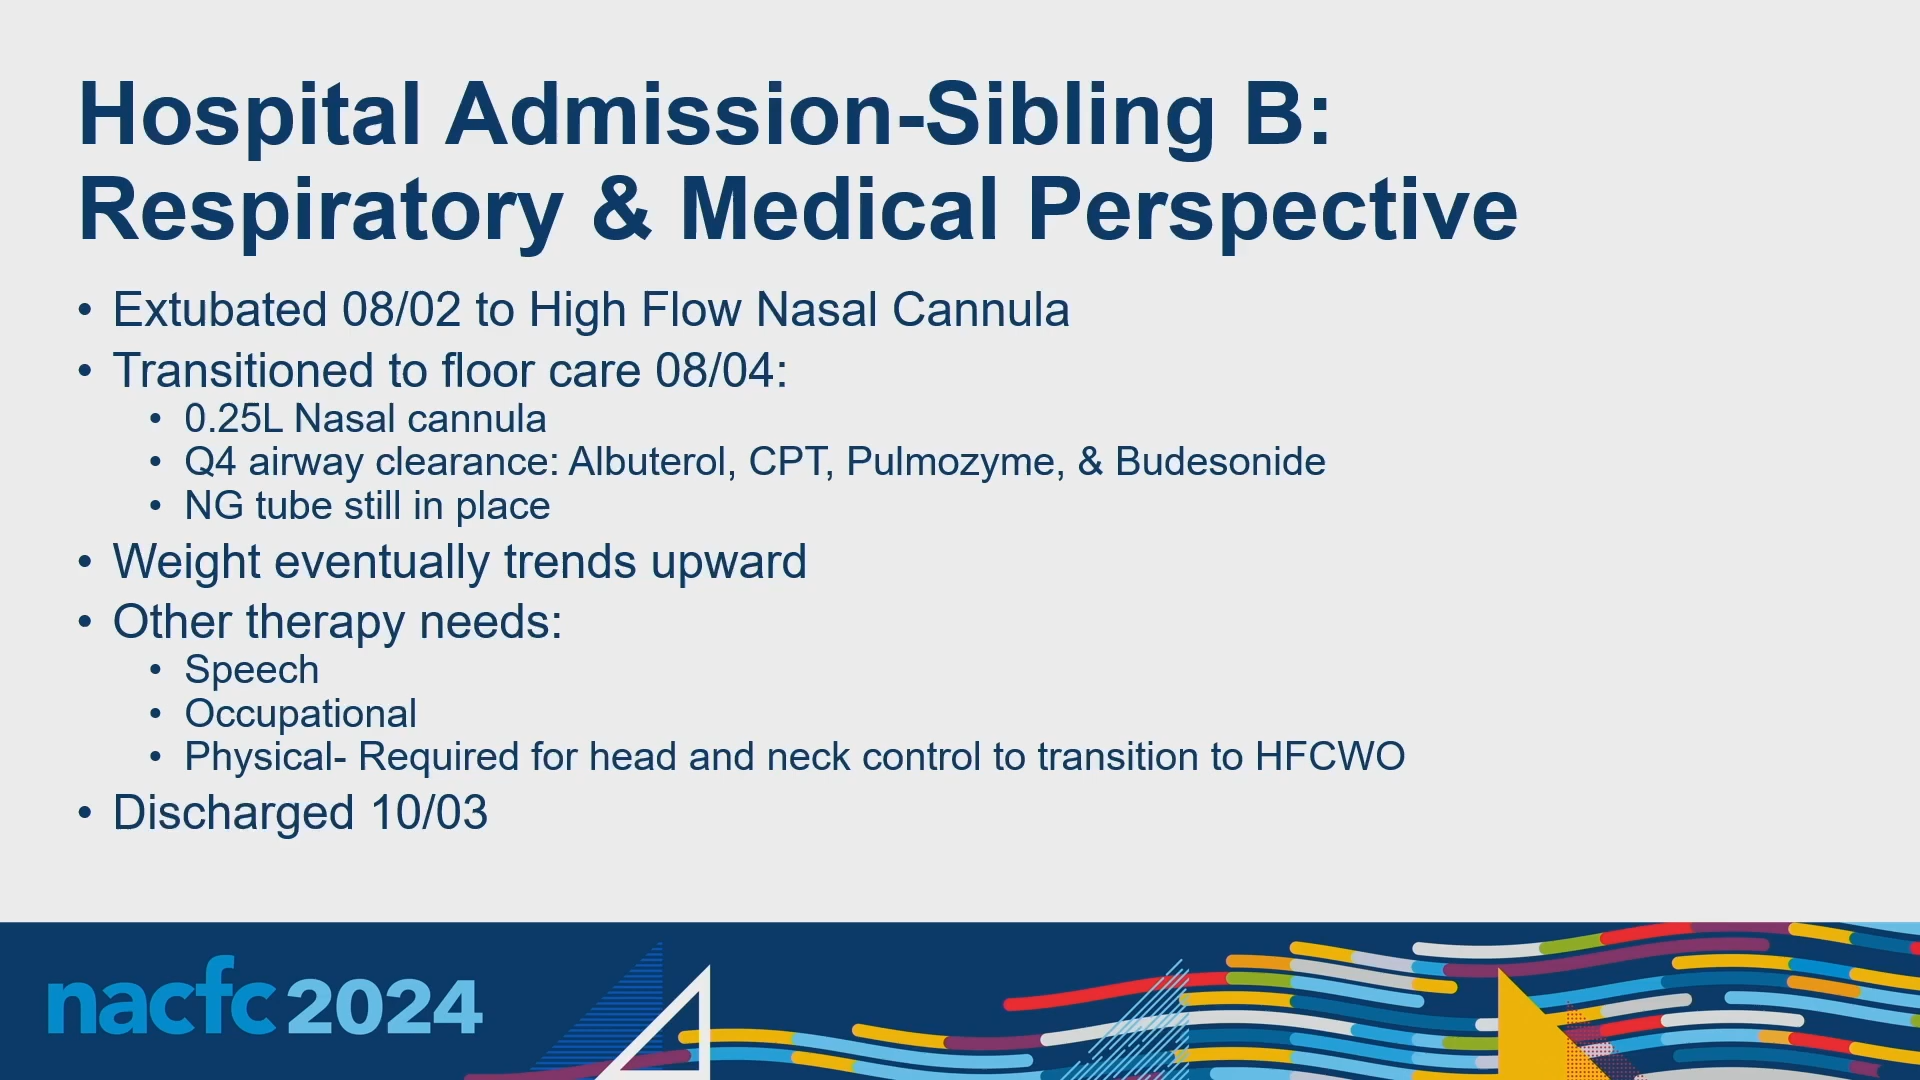 Hospital Admission-Sibling B:
Respiratory & Medical Perspective
• Extubated 08/02 to High Flow Nasal Cannula
• Transitioned to floor care 08/04:
• 0.25L Nasal cannula
• Q4 airway clearance: Albuterol, CPT, Pulmozyme, & Budesonide
• NG tube still in place
• Weight eventually trends upward
• Other therapy needs:
• Speech
• Occupational
• Physical- Required for head and neck control to transition to HFCWO
• Discharged 10/03
nacfc 2024